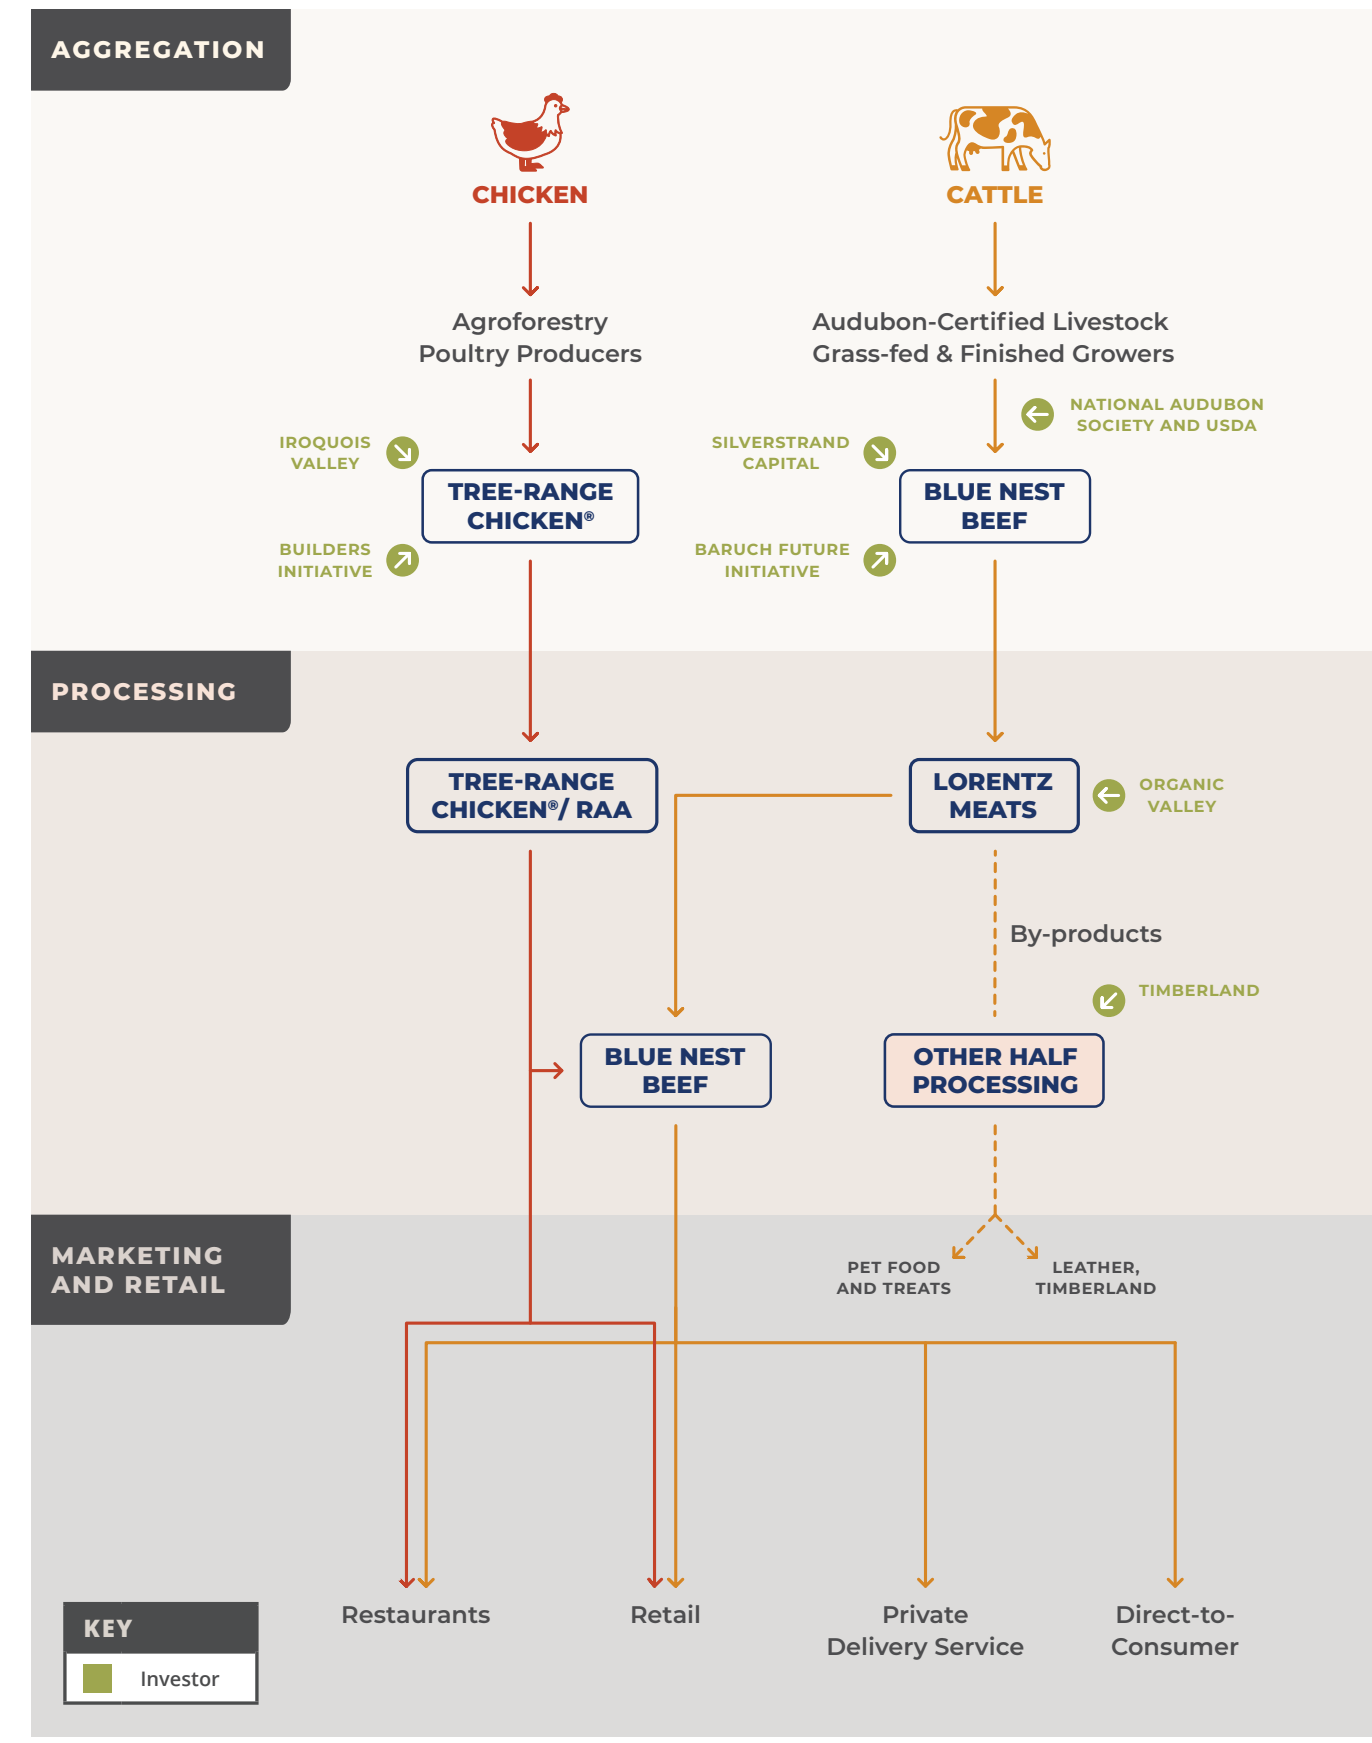 AGGREGATION
CHICKEN
CATTLE
Agroforestry
Poultry Producers
Audubon-Certified Livestock
Grass-fed & Finished Growers
NATIONAL AUDUBON
SOCIETY AND USDA
IROQUOIS
VALLEY
SILVERSTRAND
CAPITAL
TREE-RANGE
CHICKEN®
BLUE NEST
BEEF
BUILDERS
INITIATIVE
BARUCH FUTURE
INITIATIVE
PROCESSING
TREE-RANGE
CHICKEN®/ RAA
LORENTZ
MEATS
ORGANIC
VALLEY
By-products
TIMBERLAND
BLUE NEST
BEEF
OTHER HALF
PROCESSING
MARKETING
AND RETAIL
PET FOOD
AND TREATS
LEATHER,
TIMBERLAND
Restaurants
Retail
Private
Delivery Service
Direct-to-
Consumer
KEY
Investor